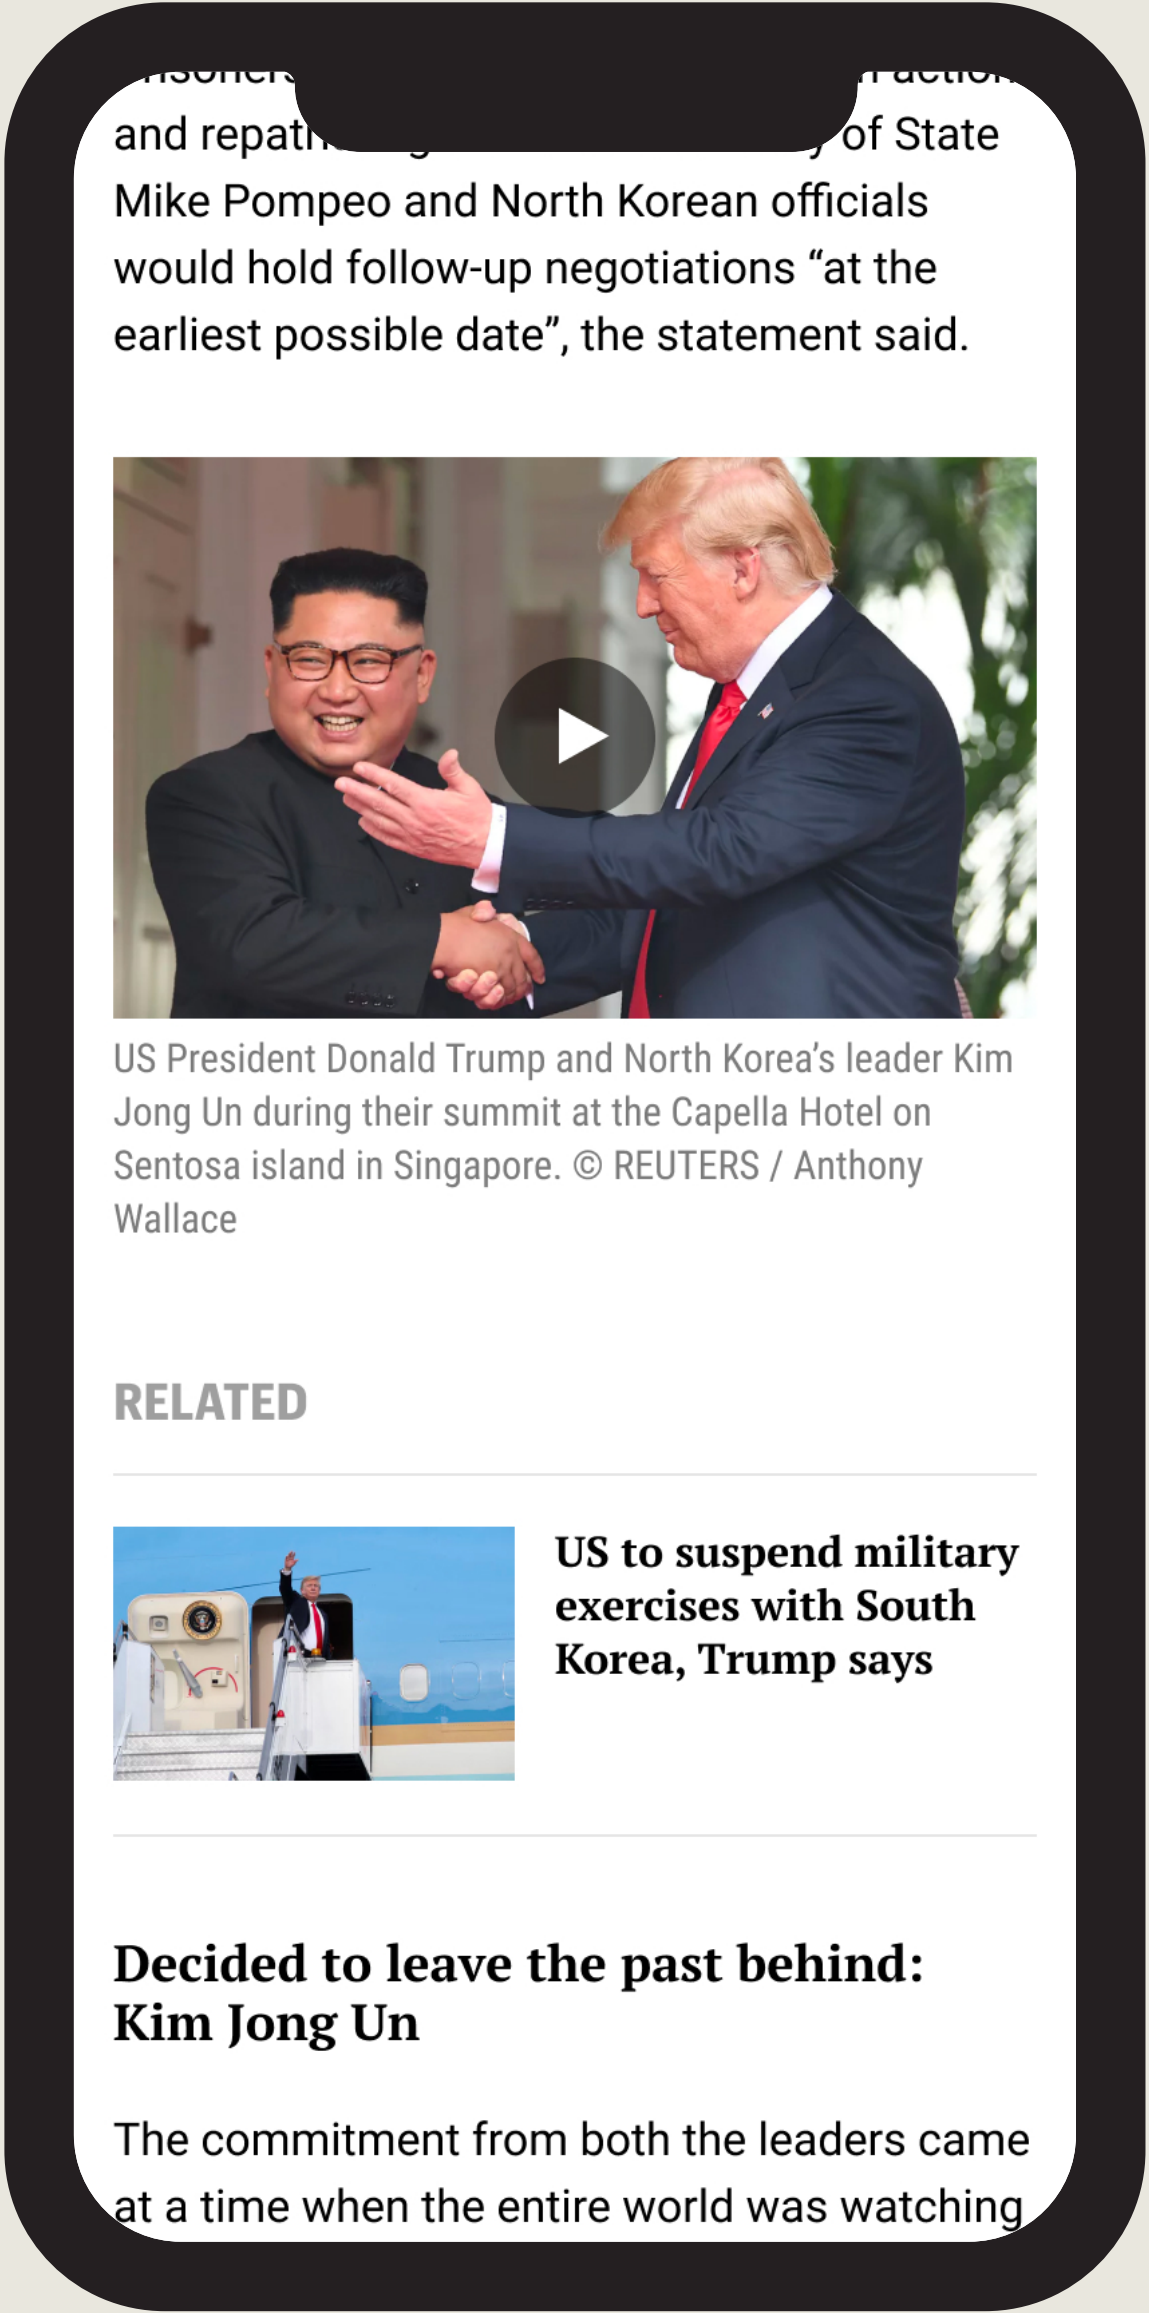 and
of State
Mike Pompeo and North Korean officials
would hold follow-up negotiations “at the
earliest possible date”, the statement said.
US President Donald Trump and North Korea’s leader Kim
Jong Un during their summit at the Capella Hotel on
Sentosa island in Singapore. © REUTERS / Anthony
Wallace
RELATED
US to suspend military
exercises with South
Korea, Trump says
Decided to leave the past behind:
Kim Jong Un
The commitment from both the leaders came
at a time when the entire world was watching